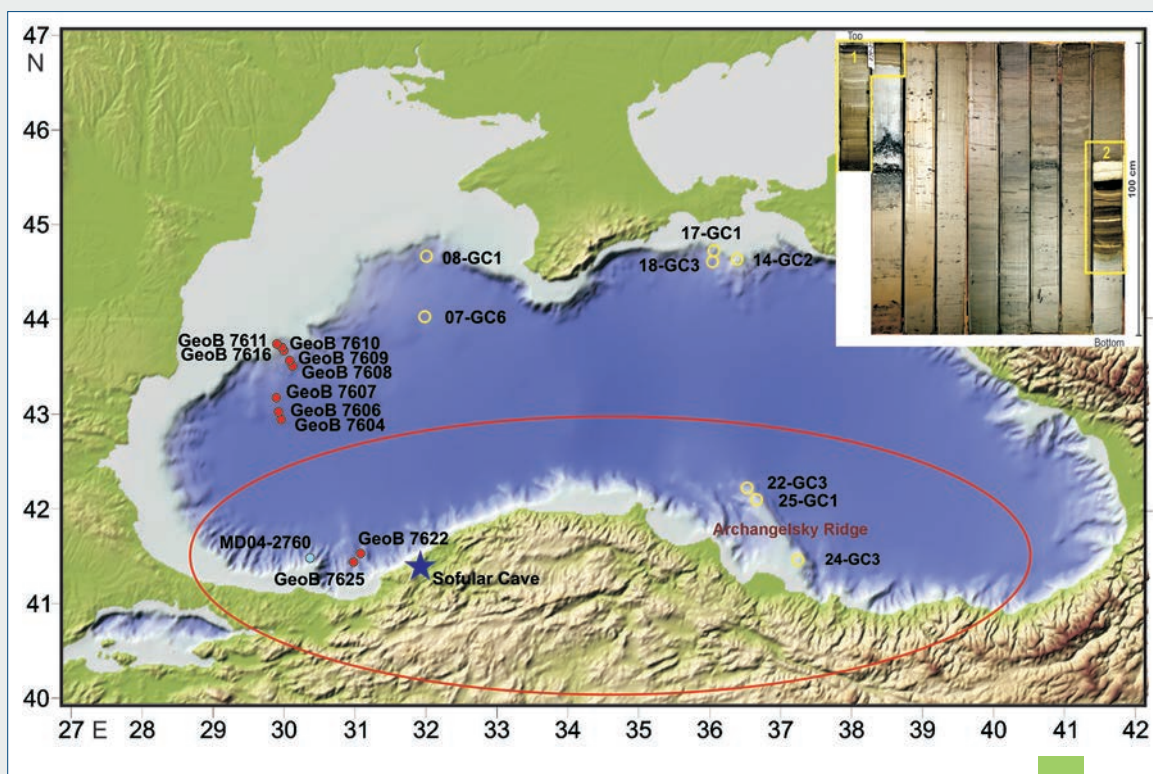 47
N
46
45
44
43
42
41
40
27 E 28 29 30 31 32 33 34 35 36 37 38 39 40 41 42
Top
1
2
100 cm
Bottom
17-GC1
08-GC1
18-GC3
14-GC2
07-GC6
GeoB 7611
GeoB 7610
GeoB 7616
GeoB 7609
GeoB 7608
GeoB 7607
GeoB 7606
GeoB 7604
22-GC3
25-GC1
Archangelsky Ridge
MD04-2760
GeoB 7622
24-GC3
GeoB 7625
Sofular Cave